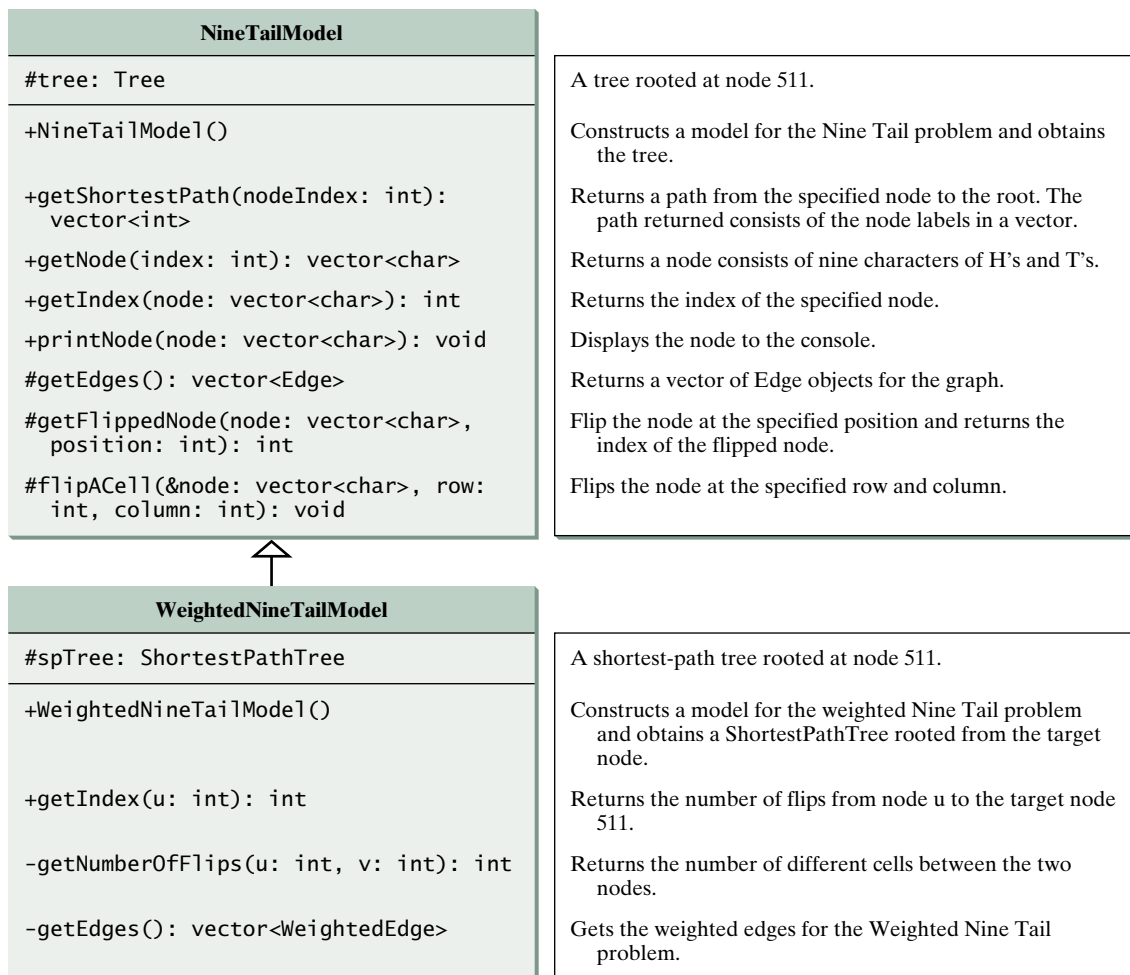 NineTailModel
#tree: Tree
A tree rooted at node 511.
+NineTailModel()
Constructs a model for the Nine Tail problem and obtains
the tree.
+getShortestPath(nodeIndex: int):
vector<int>
Returns a path from the specified node to the root. The
path returned consists of the node labels in a vector.
+getNode(index: int): vector<char>
Returns a node consists of nine characters of H's and T's.
+getIndex(node: vector<char>): int
Returns the index of the specified node.
+printNode(node: vector<char>): void
Displays the node to the console.
#getEdges(): vector<Edge>
Returns a vector of Edge objects for the graph.
#getFlippedNode(node: vector<char>,
position: int): int
Flip the node at the specified position and returns the
index of the flipped node.
#flipACell(&node: vector<char>, row:
int, column: int): void
Flips the node at the specified row and column.
WeightedNineTailModel
#spTree: ShortestPathTree
A shortest-path tree rooted at node 511.
+WeightedNineTailModel()
Constructs a model for the weighted Nine Tail problem
and obtains a ShortestPathTree rooted from the target
node.
+getIndex(u: int): int
Returns the number of flips from node u to the target node
511.
-getNumberOfFlips(u: int, v: int): int
Returns the number of different cells between the two
nodes.
-getEdges(): vector<WeightedEdge>
Gets the weighted edges for the Weighted Nine Tail
problem.